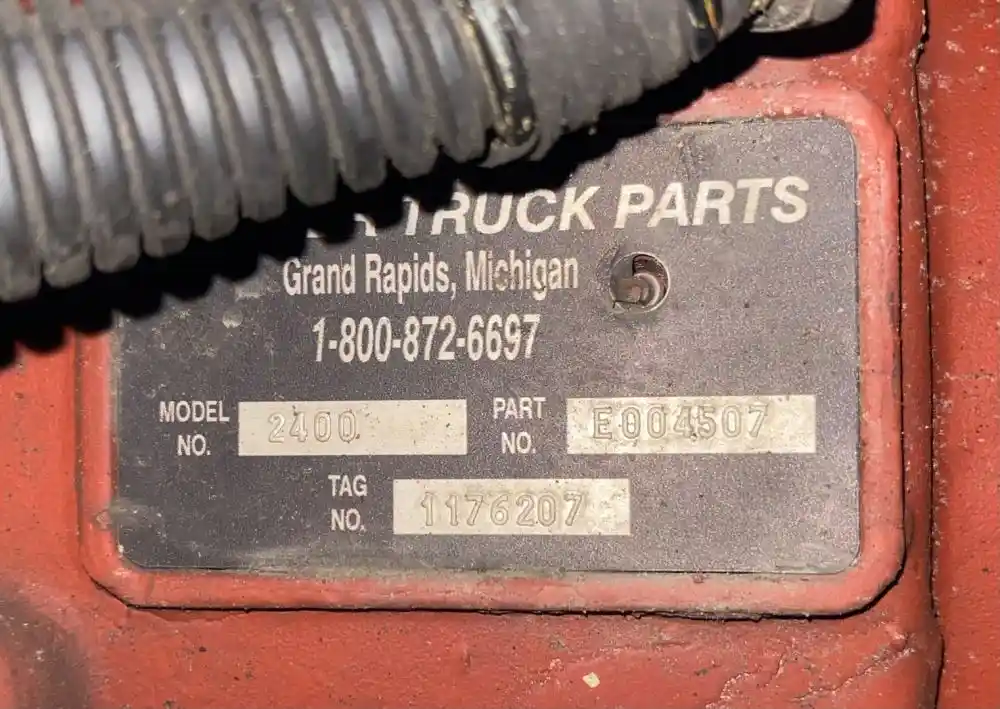 TRUCK PARTS
Grand Rapids, Michigan
1-800-872-6697
MODEL NO. 2400
PART NO. E004507
TAG NO. 1176207